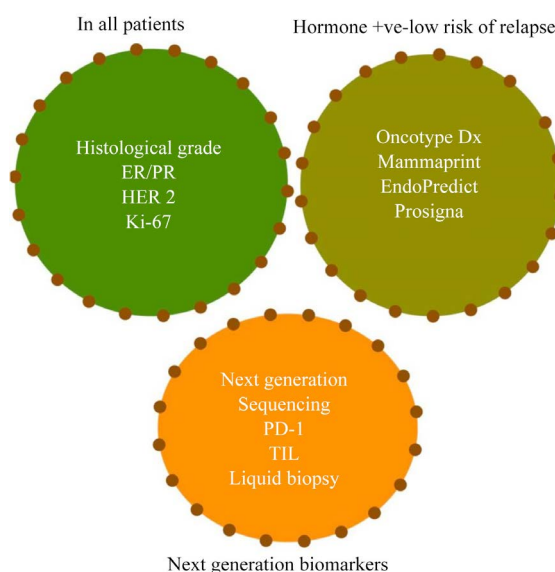 In all patients
Histological grade
ER/PR
HER 2
Ki-67
Hormone +ve-low risk of relapse
Oncotype Dx
Mammaprint
EndoPredict
Prosigna
Next generation
Sequencing
PD-1
TIL
Liquid biopsy
Next generation biomarkers